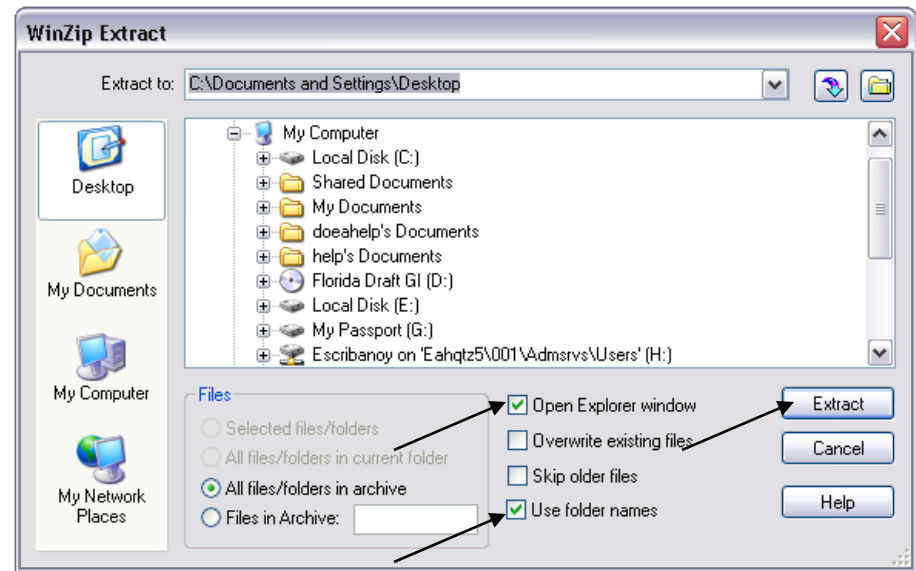 WinZip Extract
Extract to: C:\Documents and Settings\Desktop
Desktop
My Documents
My Computer
My Network
Places
My Computer
Local Disk (C:)
Shared Documents
My Documents
doeahelp's Documents
help's Documents
Florida Draft GI (D:)
Local Disk (E:)
My Passport (G:)
Escribanoy on 'Eahqtz5\001\Admsrvs\Users' (H:)
Files
Selected files/folders
All files/folders in current folder
All files/folders in archive
Files in Archive:
Open Explorer window
Overwrite existing files
Skip older files
Use folder names
Extract
Cancel
Help